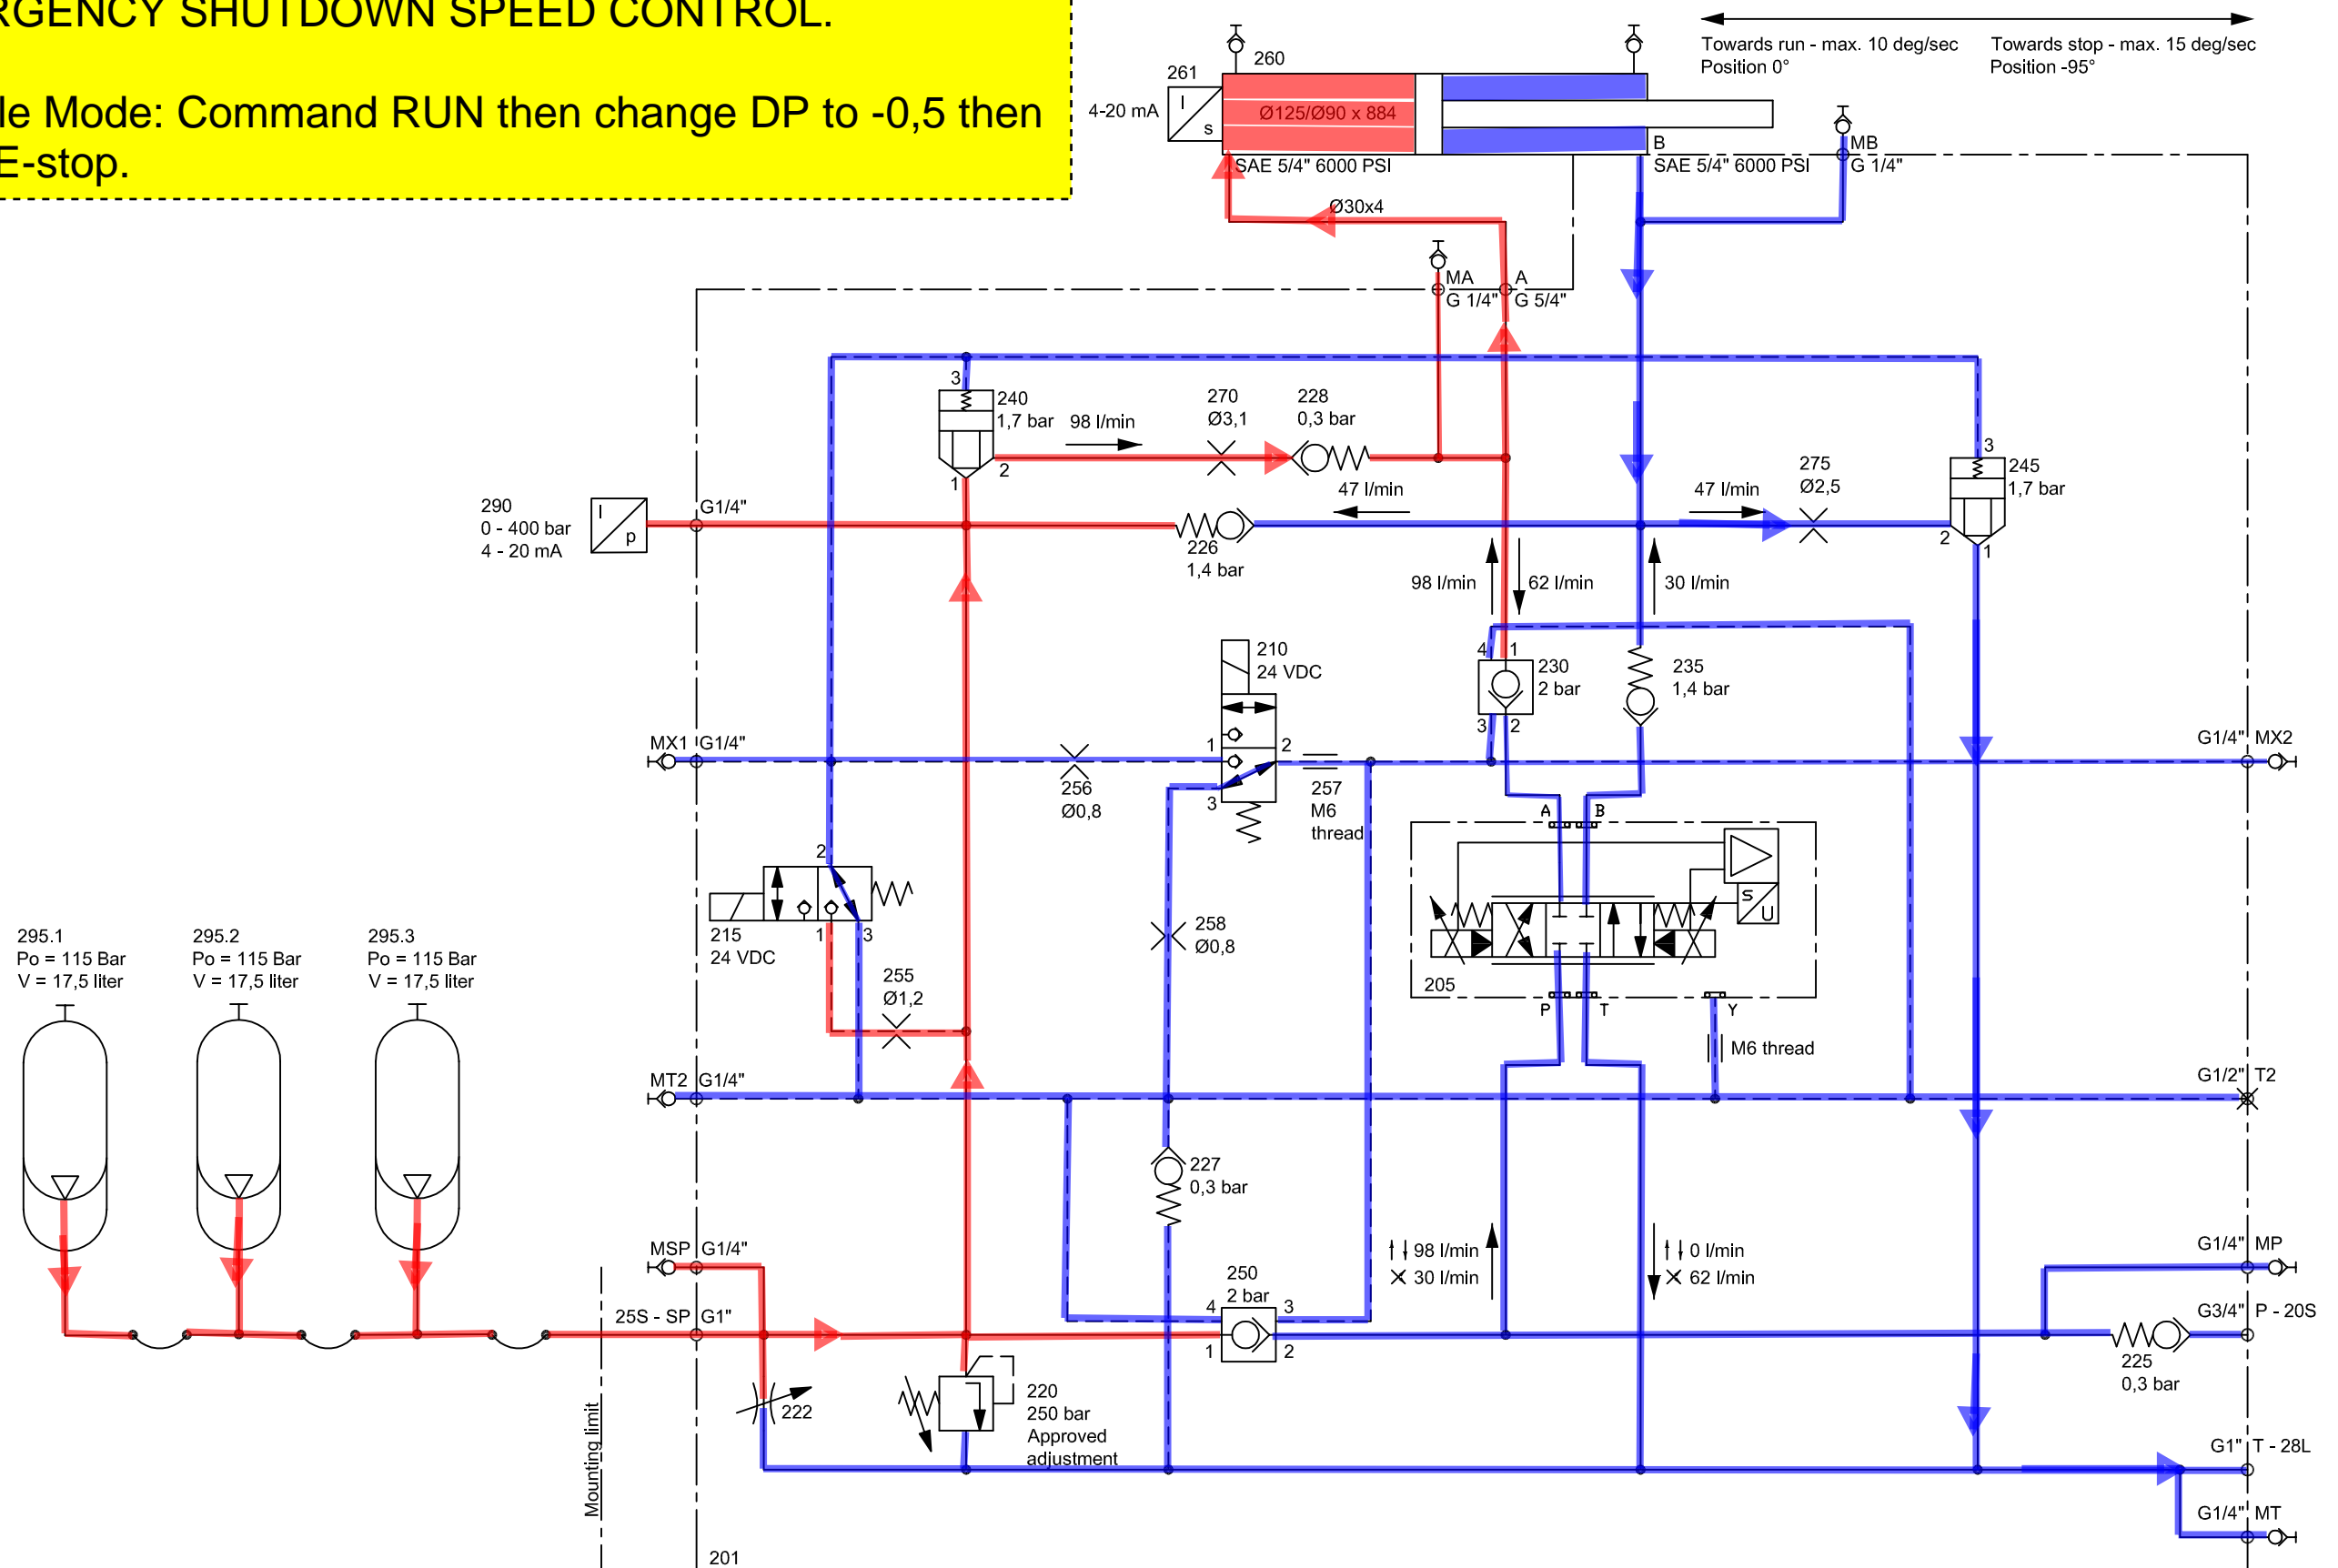 RGENCY SHUTDOWN SPEED CONTROL.
le Mode: Command RUN then change DP to -0,5 then
E-stop.
Towards run - max. 10 deg/sec
Position 0°
Towards stop - max. 15 deg/sec
Position -95°
260
261
4-20 mA
I
s
Ø125/Ø90 x 884
SAE 5/4" 6000 PSI
B
SAE 5/4" 6000 PSI
MB
G 1/4"
Ø30x4
MA
G 1/4"
A
G 5/4"
3
240
1,7 bar
1
2
98 l/min
270
Ø3,1
228
0,3 bar
47 l/min
47 l/min
275
Ø2,5
3
245
1,7 bar
2
1
290
0 - 400 bar
4 - 20 mA
I
p
G1/4"
226
1,4 bar
98 l/min
62 l/min
30 l/min
210
24 VDC
4
1
230
2 bar
3
2
235
1,4 bar
MX1
G1/4"
256
Ø0,8
1
2
3
257
M6
thread
G1/4"
MX2
A
B
S
U
205
P
T
Y
M6 thread
2
215
24 VDC
1
3
255
Ø1,2
258
Ø0,8
295.1
Po = 115 Bar
V = 17,5 liter
295.2
Po = 115 Bar
V = 17,5 liter
295.3
Po = 115 Bar
V = 17,5 liter
MT2
G1/4"
G1/2"
T2
227
0,3 bar
MSP
G1/4"
98 l/min
30 l/min
0 l/min
62 l/min
G1/4"
MP
25S - SP
G1"
250
2 bar
4
3
1
2
G3/4"
P - 20S
225
0,3 bar
222
220
250 bar
Approved
adjustment
Mounting limit
G1"
T - 28L
G1/4"
MT
201